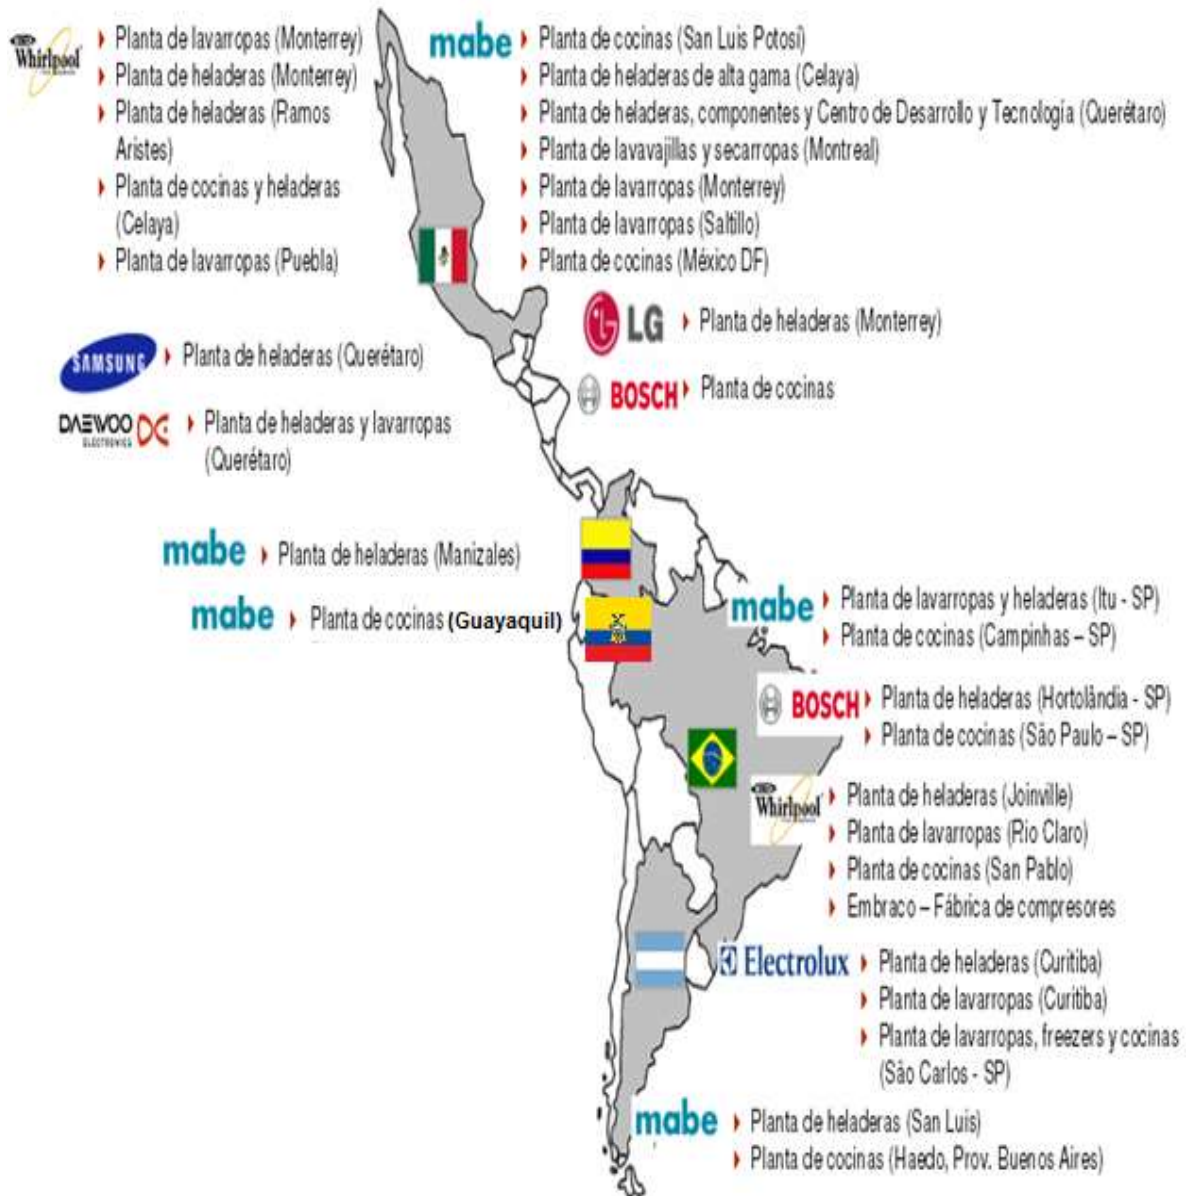 Whirlpool
Planta de lavarropas (Monterrey)
Planta de heladeras (Monterrey)
Planta de heladeras (Ramos
Aristes)
Planta de cocinas y heladeras
(Celaya)
Planta de lavarropas (Puebla)
mabe
Planta de cocinas (San Luis Potosí)
Planta de heladeras de alta gama (Celaya)
Planta de heladeras, componentes y Centro de Desarrollo y Tecnología (Querétaro)
Planta de lavavajillas y secarropas (Montreal)
Planta de lavarropas (Monterrey)
Planta de lavarropas (Saltillo)
Planta de cocinas (México DF)
LG
Planta de heladeras (Monterrey)
SAMSUNG
Planta de heladeras (Querétaro)
BOSCH
Planta de cocinas
DAEWOO
ELECTRONICS
Planta de heladeras y lavarropas
(Querétaro)
mabe
Planta de heladeras (Manizales)
mabe
Planta de cocinas (Guayaquil)
mabe
Planta de lavarropas y heladeras (Itu - SP)
Planta de cocinas (Campinhas – SP)
BOSCH
Planta de heladeras (Hortolândia - SP)
Planta de cocinas (São Paulo – SP)
Whirlpool
Planta de heladeras (Joinville)
Planta de lavarropas (Rio Claro)
Planta de cocinas (San Pablo)
Embraco – Fábrica de compresores
Electrolux
Planta de heladeras (Curitiba)
Planta de lavarropas (Curitiba)
Planta de lavarropas, freezers y cocinas
(São Carlos - SP)
mabe
Planta de heladeras (San Luis)
Planta de cocinas (Haedo, Prov. Buenos Aires)